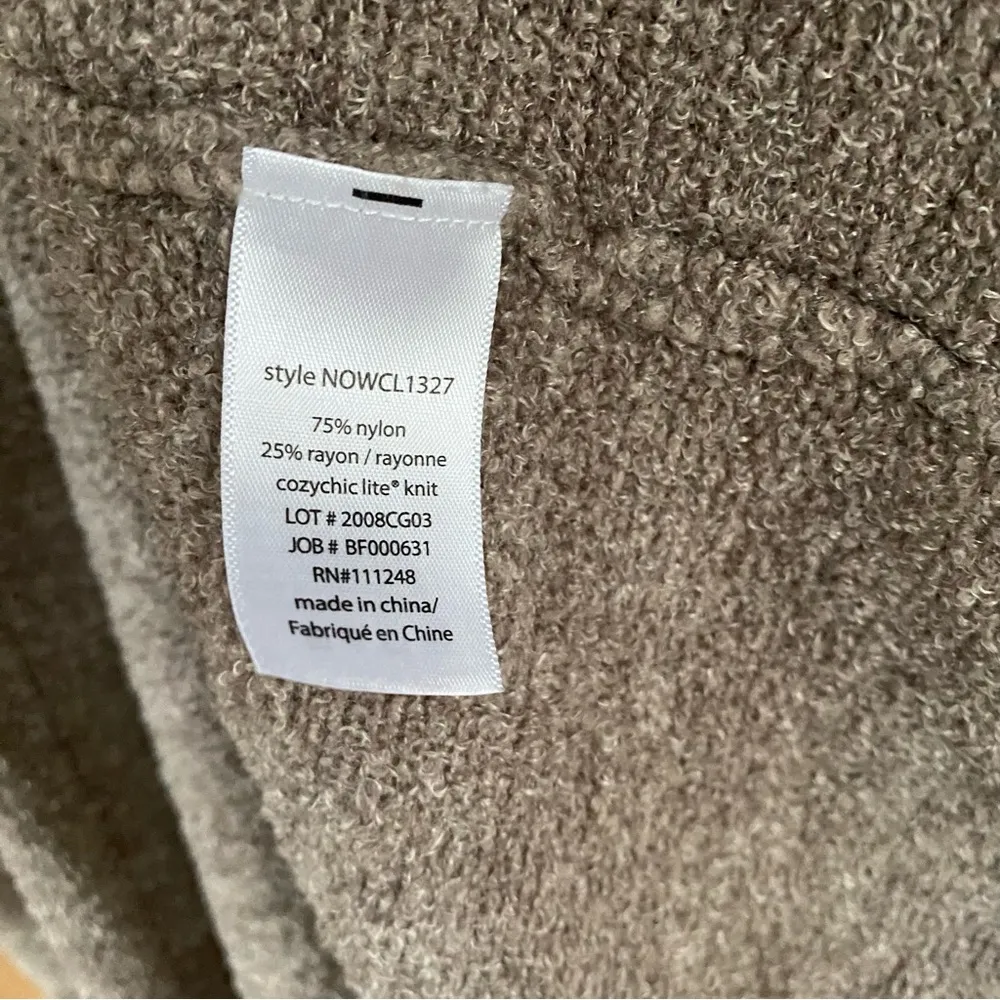 style NOWCL1327
75% nylon
25% rayon / rayonne
cozychic lite® knit
LOT # 2008CG03
JOB # BF000631
RN#111248
made in china/
Fabriqué en Chine